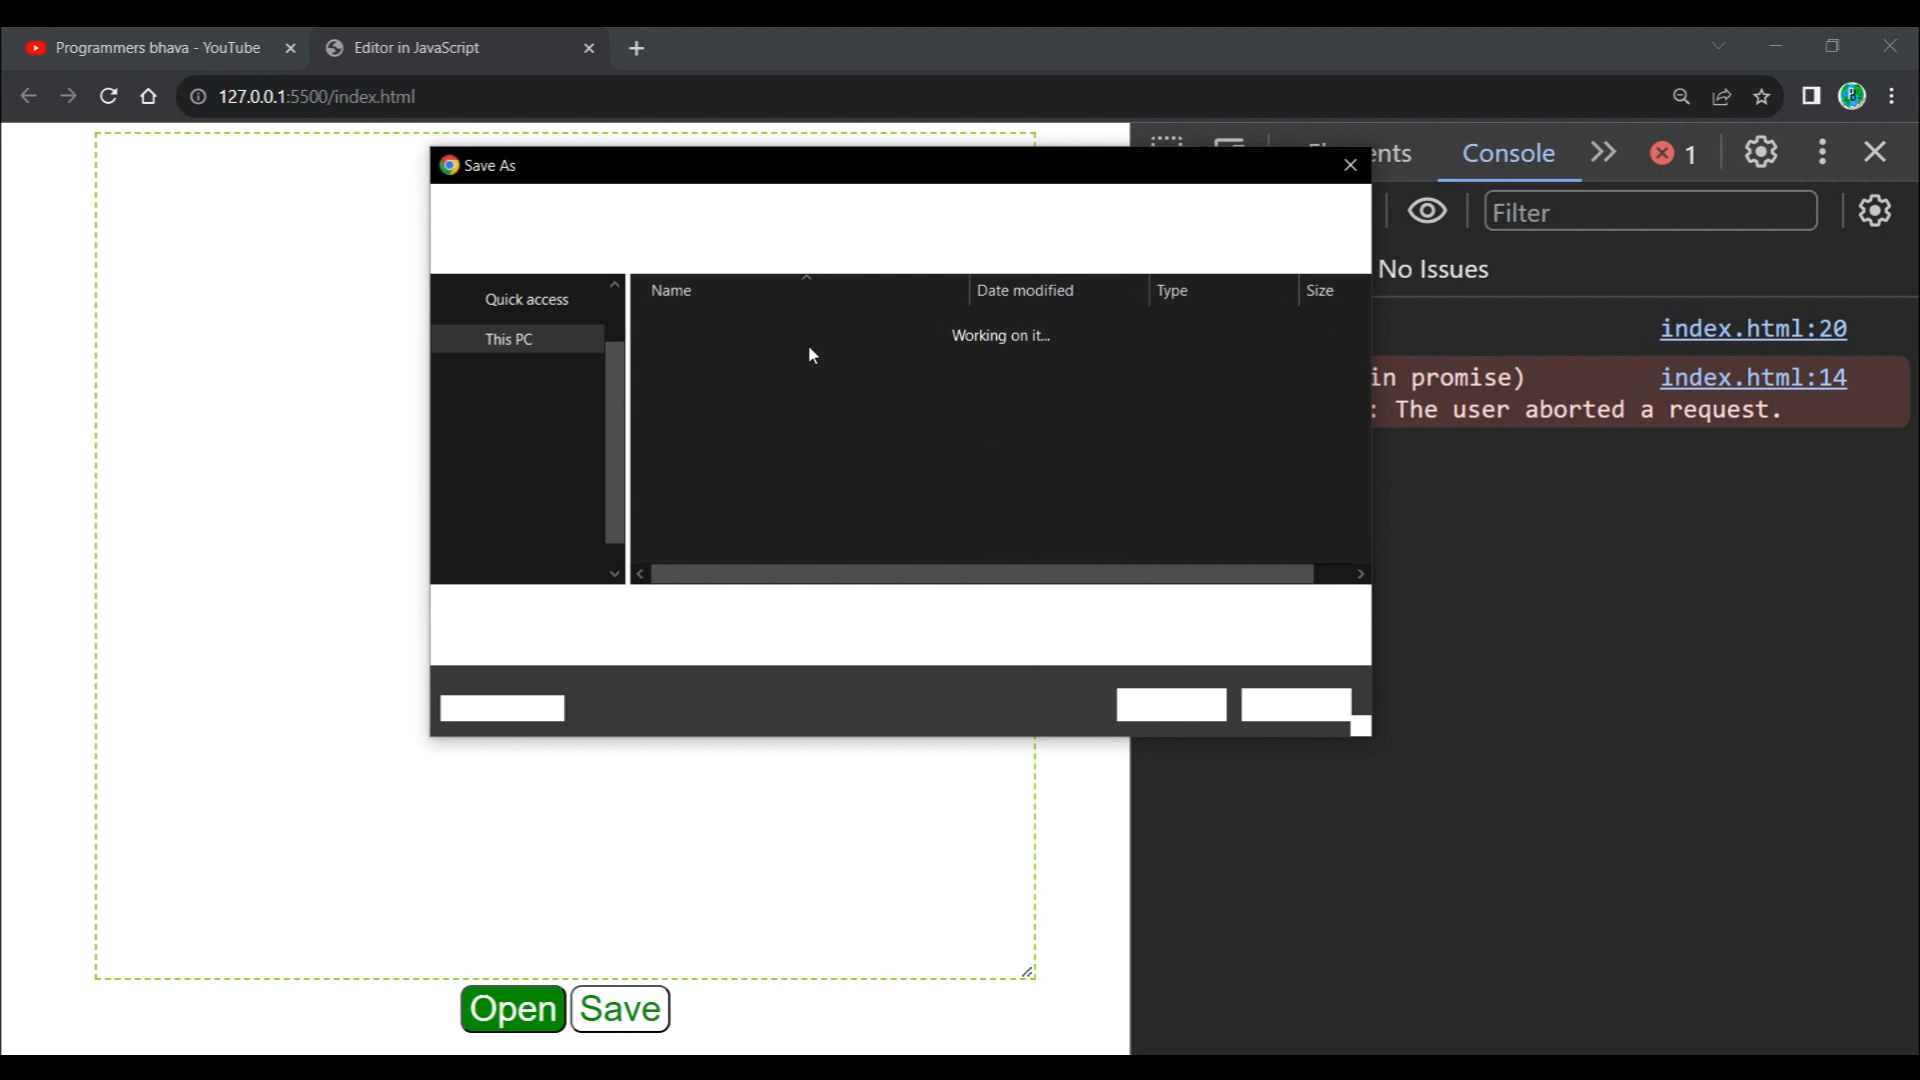 Programmers bhava - YouTube
Editor in JavaScript
127.0.0.1:5500/index.html
Save As
Console
1
Filter
No Issues
Quick access
This PC
Name
Date modified
Type
Size
Working on it...
index.html:20
in promise)
index.html:14
: The user aborted a request.
Open
Save